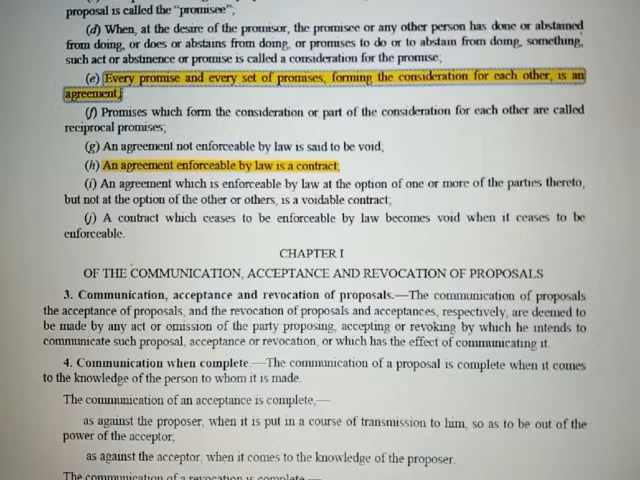 proposal is called the "promisee";
(d) When, at the desire of the promisor, the promisee or any other person has done or abstained
from doing, or does or abstains from doing, or promises to do or to abstain from doing, something,
such act or abstinence or promise is called a consideration for the promise;
(e) Every promise and every set of promises, forming the consideration for each other, is an
agreement;
(f) Promises which form the consideration or part of the consideration for each other are called
reciprocal promises;
(g) An agreement not enforceable by law is said to be void;
(h) An agreement enforceable by law is a contract;
(i) An agreement which is enforceable by law at the option of one or more of the parties thereto,
but not at the option of the other or others, is a voidable contract;
(j) A contract which ceases to be enforceable by law becomes void when it ceases to be
enforceable.
CHAPTER I
OF THE COMMUNICATION, ACCEPTANCE AND REVOCATION OF PROPOSALS
3. Communication, acceptance and revocation of proposals.—The communication of proposals
the acceptance of proposals, and the revocation of proposals and acceptances, respectively, are deemed to
be made by any act or omission of the party proposing, accepting or revoking by which he intends to
communicate such proposal, acceptance or revocation, or which has the effect of communicating it.
4. Communication when complete.—The communication of a proposal is complete when it comes
to the knowledge of the person to whom it is made.
The communication of an acceptance is complete,—
as against the proposer, when it is put in a course of transmission to him, so as to be out of the
power of the acceptor;
as against the acceptor, when it comes to the knowledge of the proposer.
The communication of a revocation is complete,—